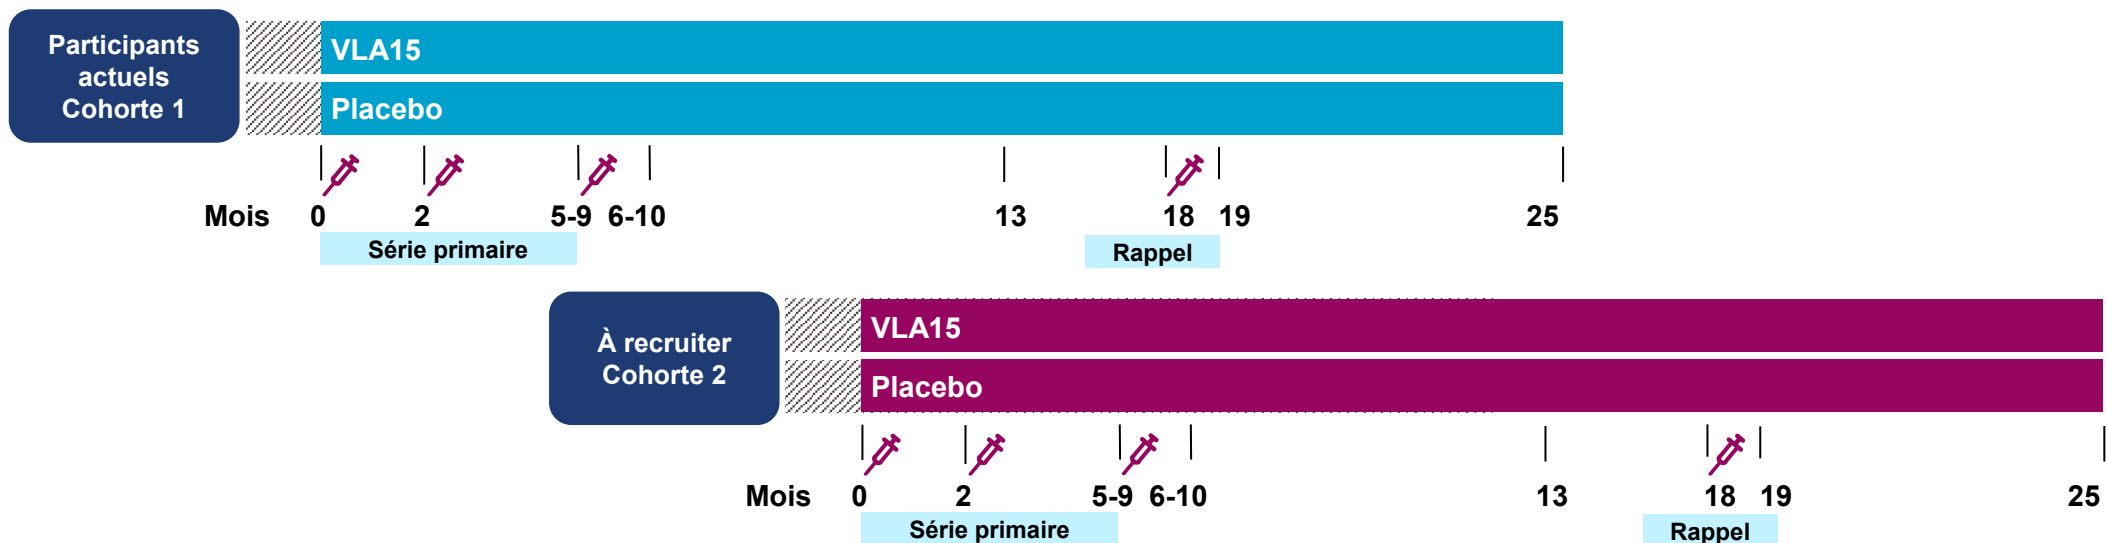 Participants
actuels
Cohorte 1
VLA15
Placebo
Mois 0 2 5-9 6-10 13 18 19 25
Série primaire
Rappel
À recruiter
Cohorte 2
VLA15
Placebo
Mois 0 2 5-9 6-10 13 18 19 25
Série primaire
Rappel